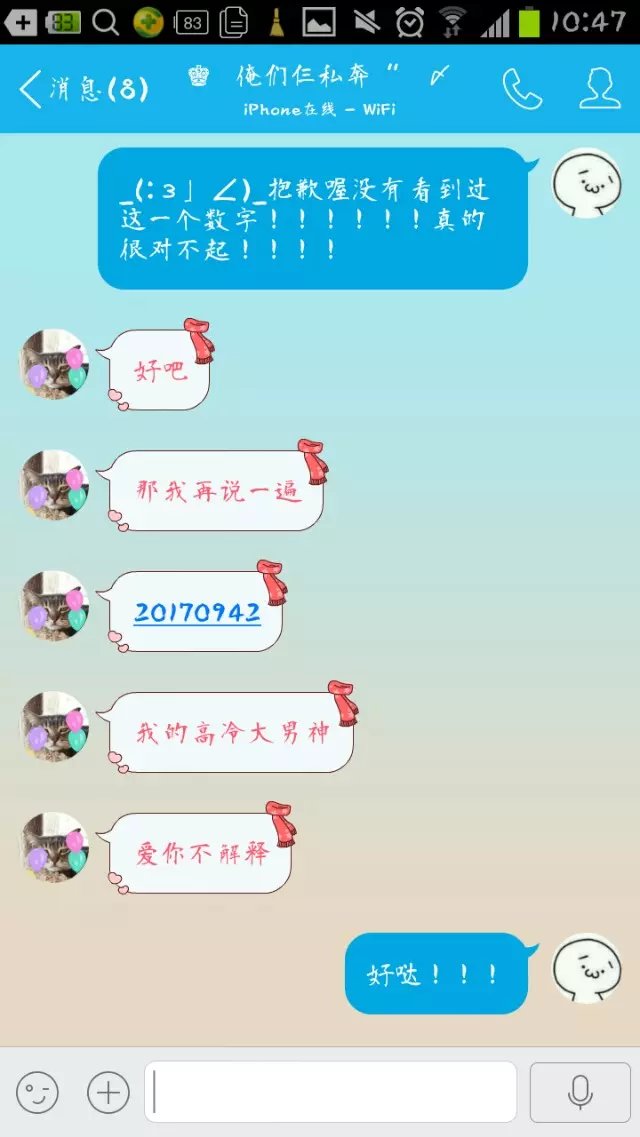 83
83
10:47
消息(8)
俺们仨私奔 “ 〆
iPhone在线 - WiFi
_(:з」∠)_抱歉喔没有看到过
这一个数字！！！！！！真的
很对不起！！！！
好吧
那我再说一遍
20170942
我的高冷大男神
爱你不解释
好哒！！！